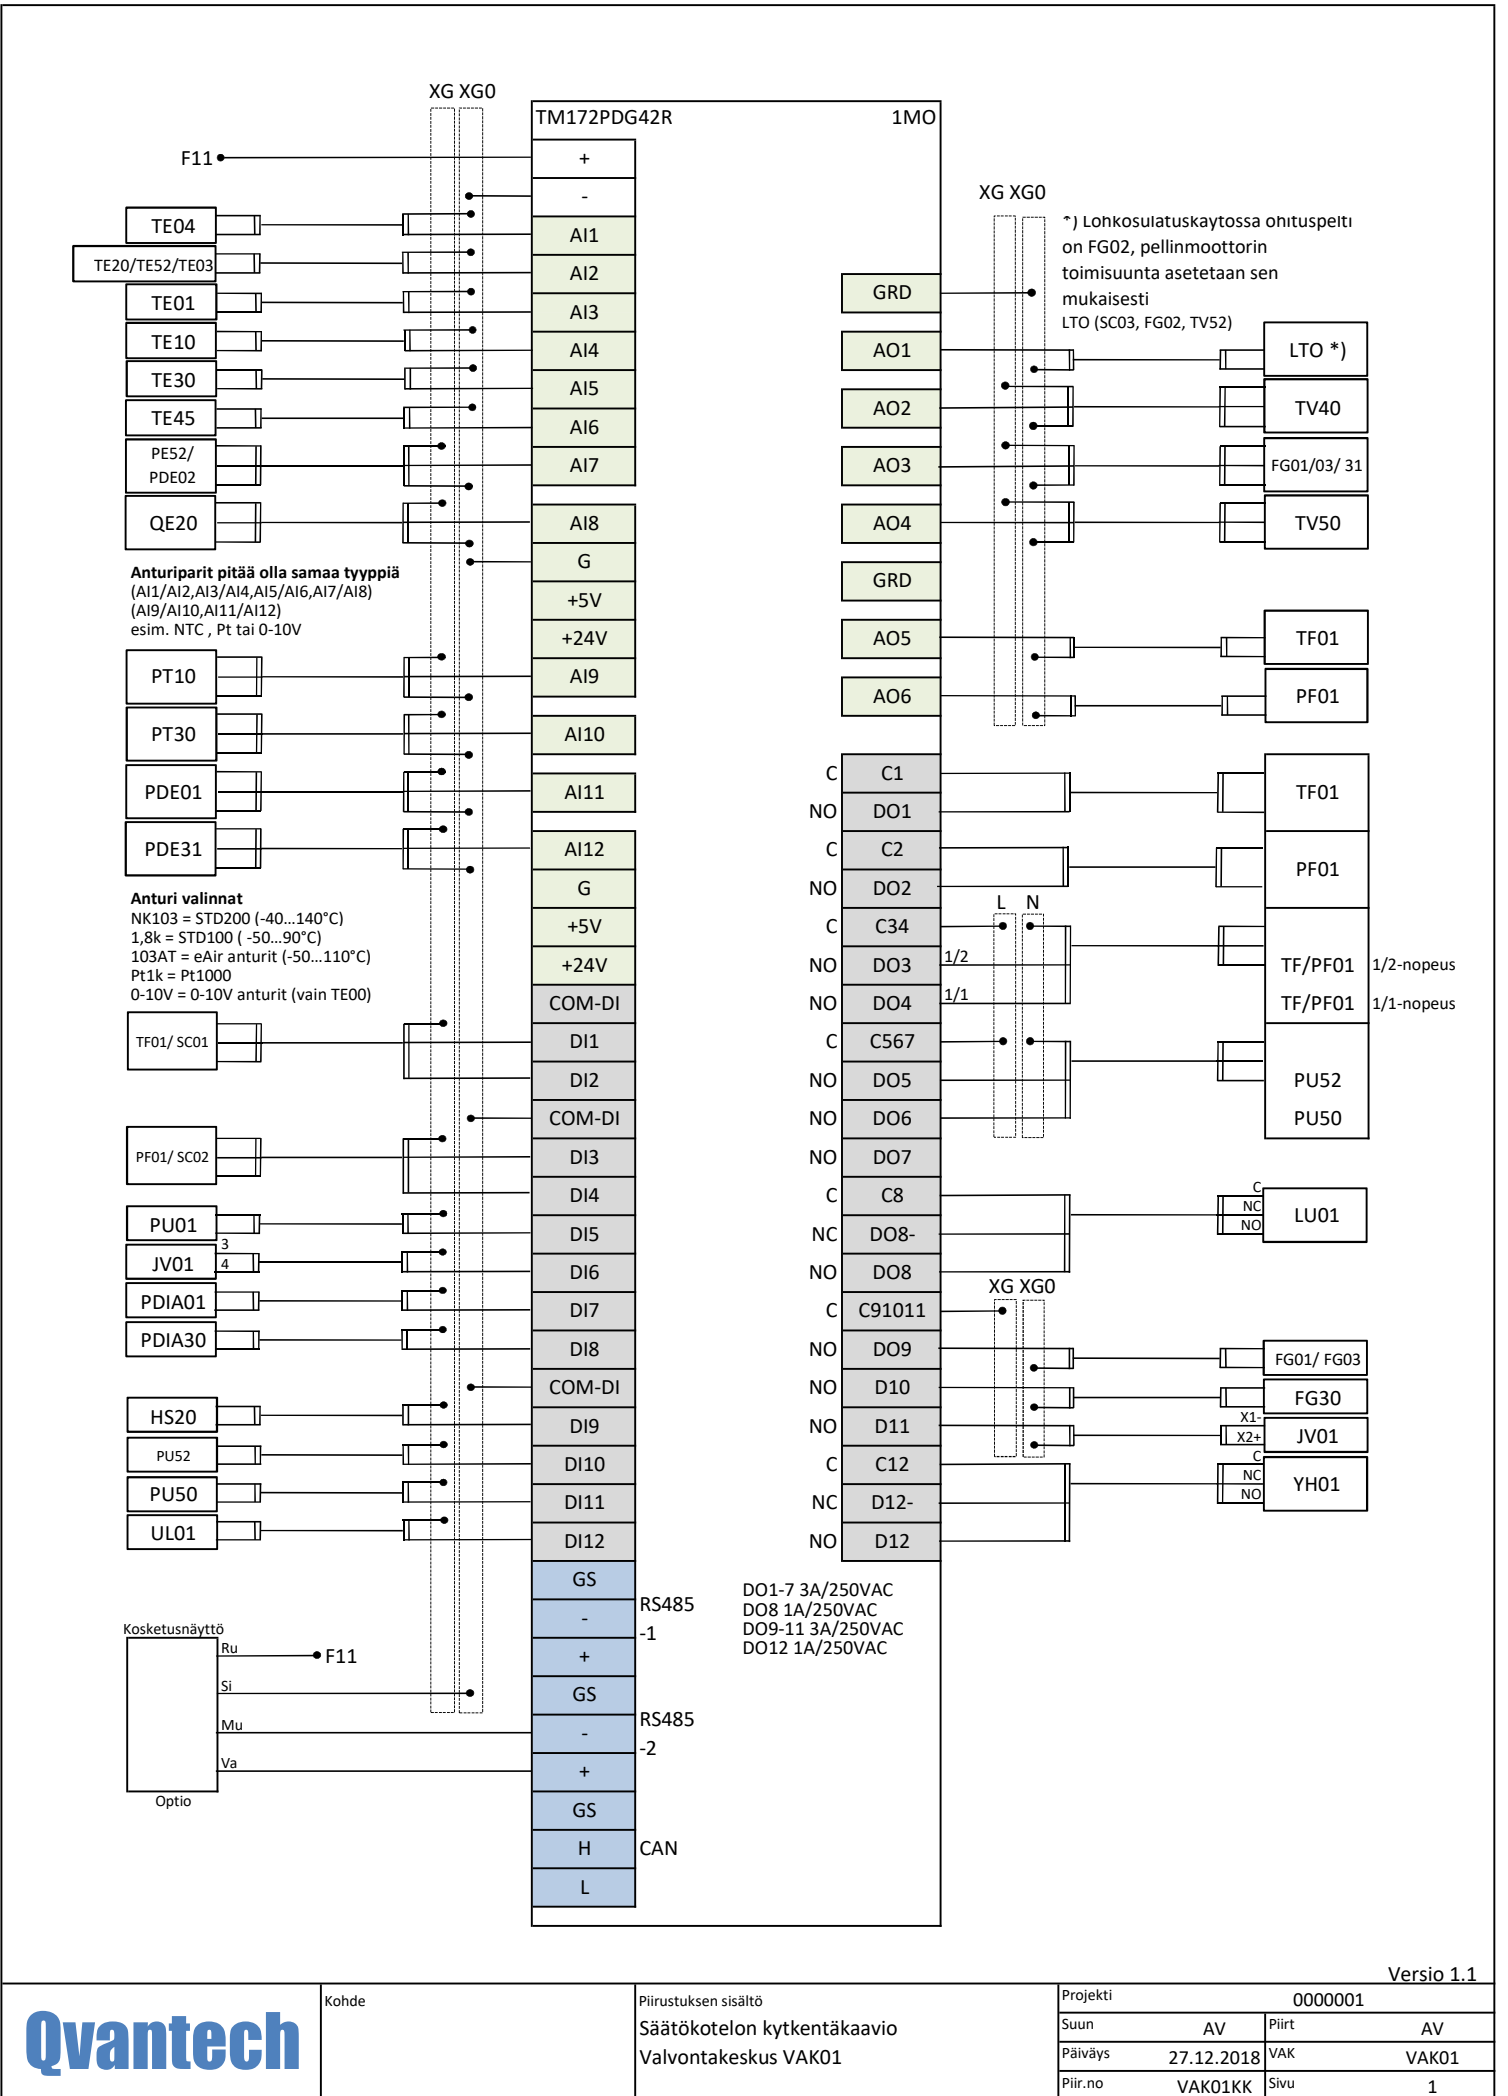 XG XG0
TM172PDG42R 1MO
F11 +
-
TE04 AI1
TE20/TE52/TE03 AI2
TE01 AI3
TE10 AI4
TE30 AI5
TE45 AI6
PE52/
PDE02 AI7
QE20 AI8
G
Anturiparit pitää olla samaa tyyppiä
(AI1/AI2,AI3/AI4,AI5/AI6,AI7/AI8)
(AI9/AI10,AI11/AI12)
esim. NTC , Pt tai 0-10V
+5V
+24V
PT10 AI9
PT30 AI10
PDE01 AI11
PDE31 AI12
G
Anturi valinnat
NK103 = STD200 (-40...140°C)
1,8k = STD100 ( -50...90°C)
103AT = eAir anturit (-50...110°C)
Pt1k = Pt1000
0-10V = 0-10V anturit (vain TE00)
+5V
+24V
COM-DI
TF01/ SC01 DI1
DI2
COM-DI
PF01/ SC02 DI3
DI4
PU01 DI5
3
JV01 4 DI6
PDIA01 DI7
PDIA30 DI8
COM-DI
HS20 DI9
PU52 DI10
PU50 DI11
UL01 DI12
GS
- RS485
-1
+
GS
- RS485
-2
+
GS
H CAN
L
Kosketusnäyttö
Ru F11
Si
Mu
Va
Optio
XG XG0
*) Lohkosulatuskäytössä ohituspelti
on FG02, pellinmoottorin
toimisuunta asetetaan sen
mukaisesti
LTO (SC03, FG02, TV52)
GRD
AO1 LTO *)
AO2 TV40
AO3 FG01/03/ 31
AO4 TV50
GRD
AO5 TF01
AO6 PF01
C C1
TF01
NO DO1
C C2
PF01
NO DO2
L N
C C34
NO DO3 1/2 TF/PF01 1/2-nopeus
NO DO4 1/1 TF/PF01 1/1-nopeus
C C567
NO DO5 PU52
NO DO6 PU50
NO DO7
C C8 C
NC LU01
NO
NC DO8-
NO DO8
XG XG0
C C91011
NO DO9 FG01/ FG03
NO D10 FG30
NO D11 X1-
X2+ JV01
C C12 C
NC YH01
NO
NC D12-
NO D12
DO1-7 3A/250VAC
DO8 1A/250VAC
DO9-11 3A/250VAC
DO12 1A/250VAC
Versio 1.1
Qvantech
Kohde
Piirustuksen sisältö
Säätökotelon kytkentäkaavio
Valvontakeskus VAK01
Projekti 0000001
Suun AV Piirt AV
Päiväys 27.12.2018 VAK VAK01
Piir.no VAK01KK Sivu 1